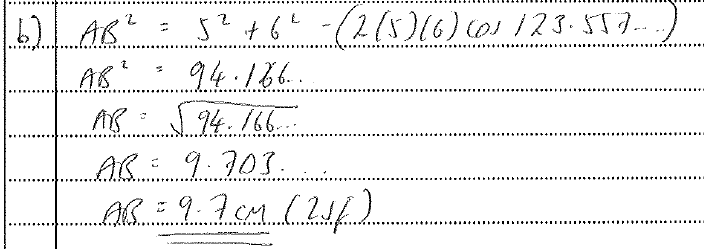 b) AB² = 5² + 6² - (2(5)(6) cos 123.557...)
AB² = 94.166..
AB = √94.166...
AB = 9.703....
AB = 9.7 cm (2sf)